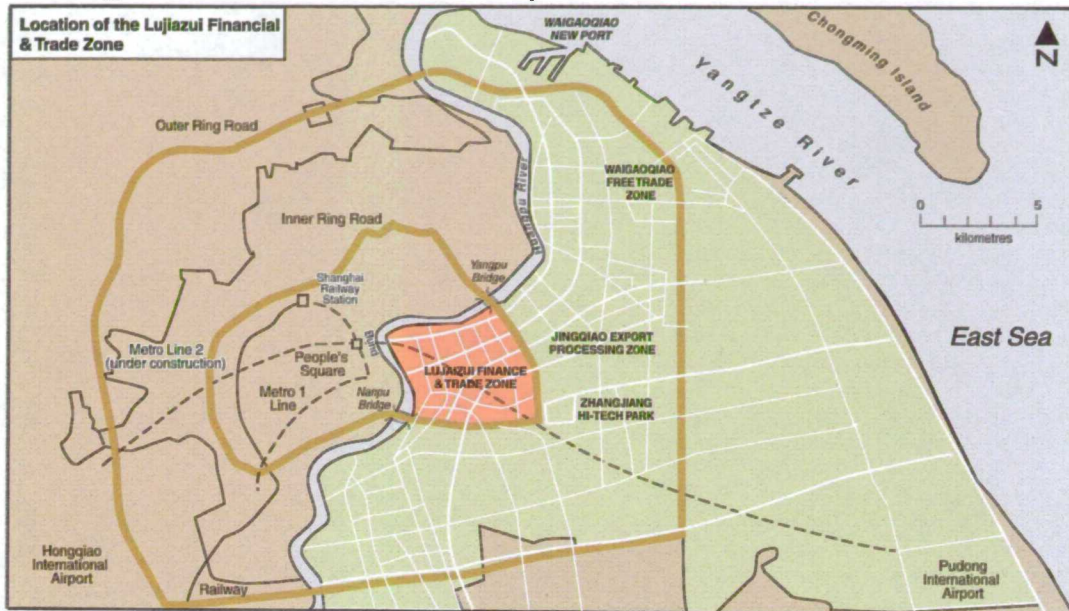 Location of the Lujiazui Financial
& Trade Zone
WAIGAOQIAO
NEW PORT
Chongming Island
N
Yangtze River
Outer Ring Road
Huangpu River
WAIGAOQIAO
FREE TRADE
ZONE
0 5
kilometres
Inner Ring Road
Yangpu
Bridge
Shanghai
Railway
Station
Bund
East Sea
Metro Line 2
(under construction)
People's
Square
JINGQIAO EXPORT
PROCESSING ZONE
LUJIAZUI FINANCE
& TRADE ZONE
Metro 1
Line
Nanpu
Bridge
ZHANGJIANG
HI-TECH PARK
Hongqiao
International
Airport
Railway
Pudong
International
Airport